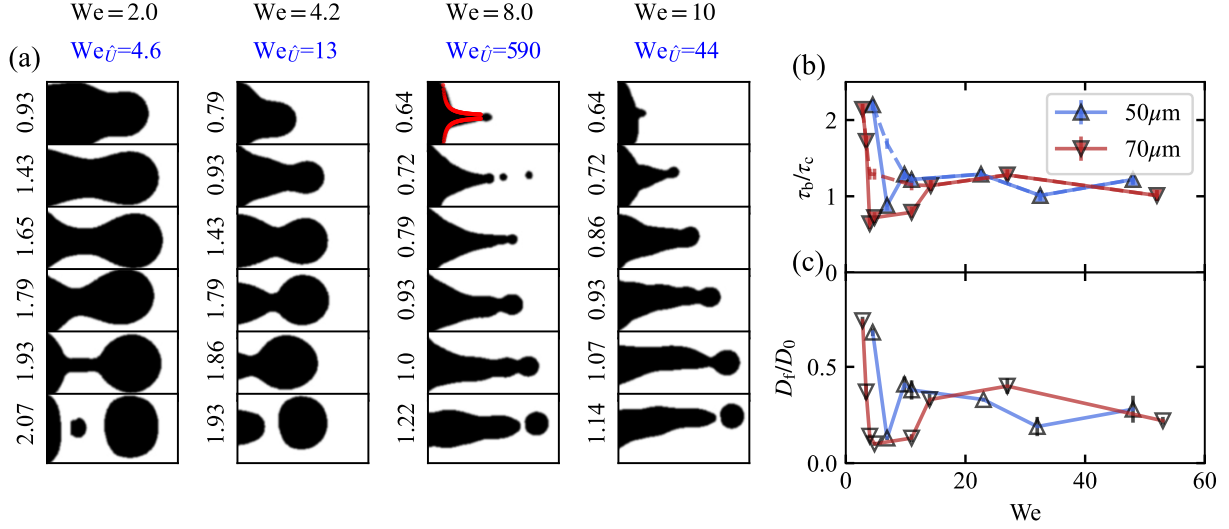 We = 2.0 We = 4.2 We = 8.0 We = 10
(a) We_Û=4.6 We_Û=13 We_Û=590 We_Û=44
0.93 0.79 0.64 0.64
1.43 0.93 0.72 0.72
1.65 1.43 0.79 0.86
1.79 1.79 0.93 0.93
1.93 1.86 1.0 1.07
2.07 1.93 1.22 1.14
(b)
50μm
70μm
2
1
0
τb/τc
(c)
0.5
0.0
Df/D0
0 20 40 60
We